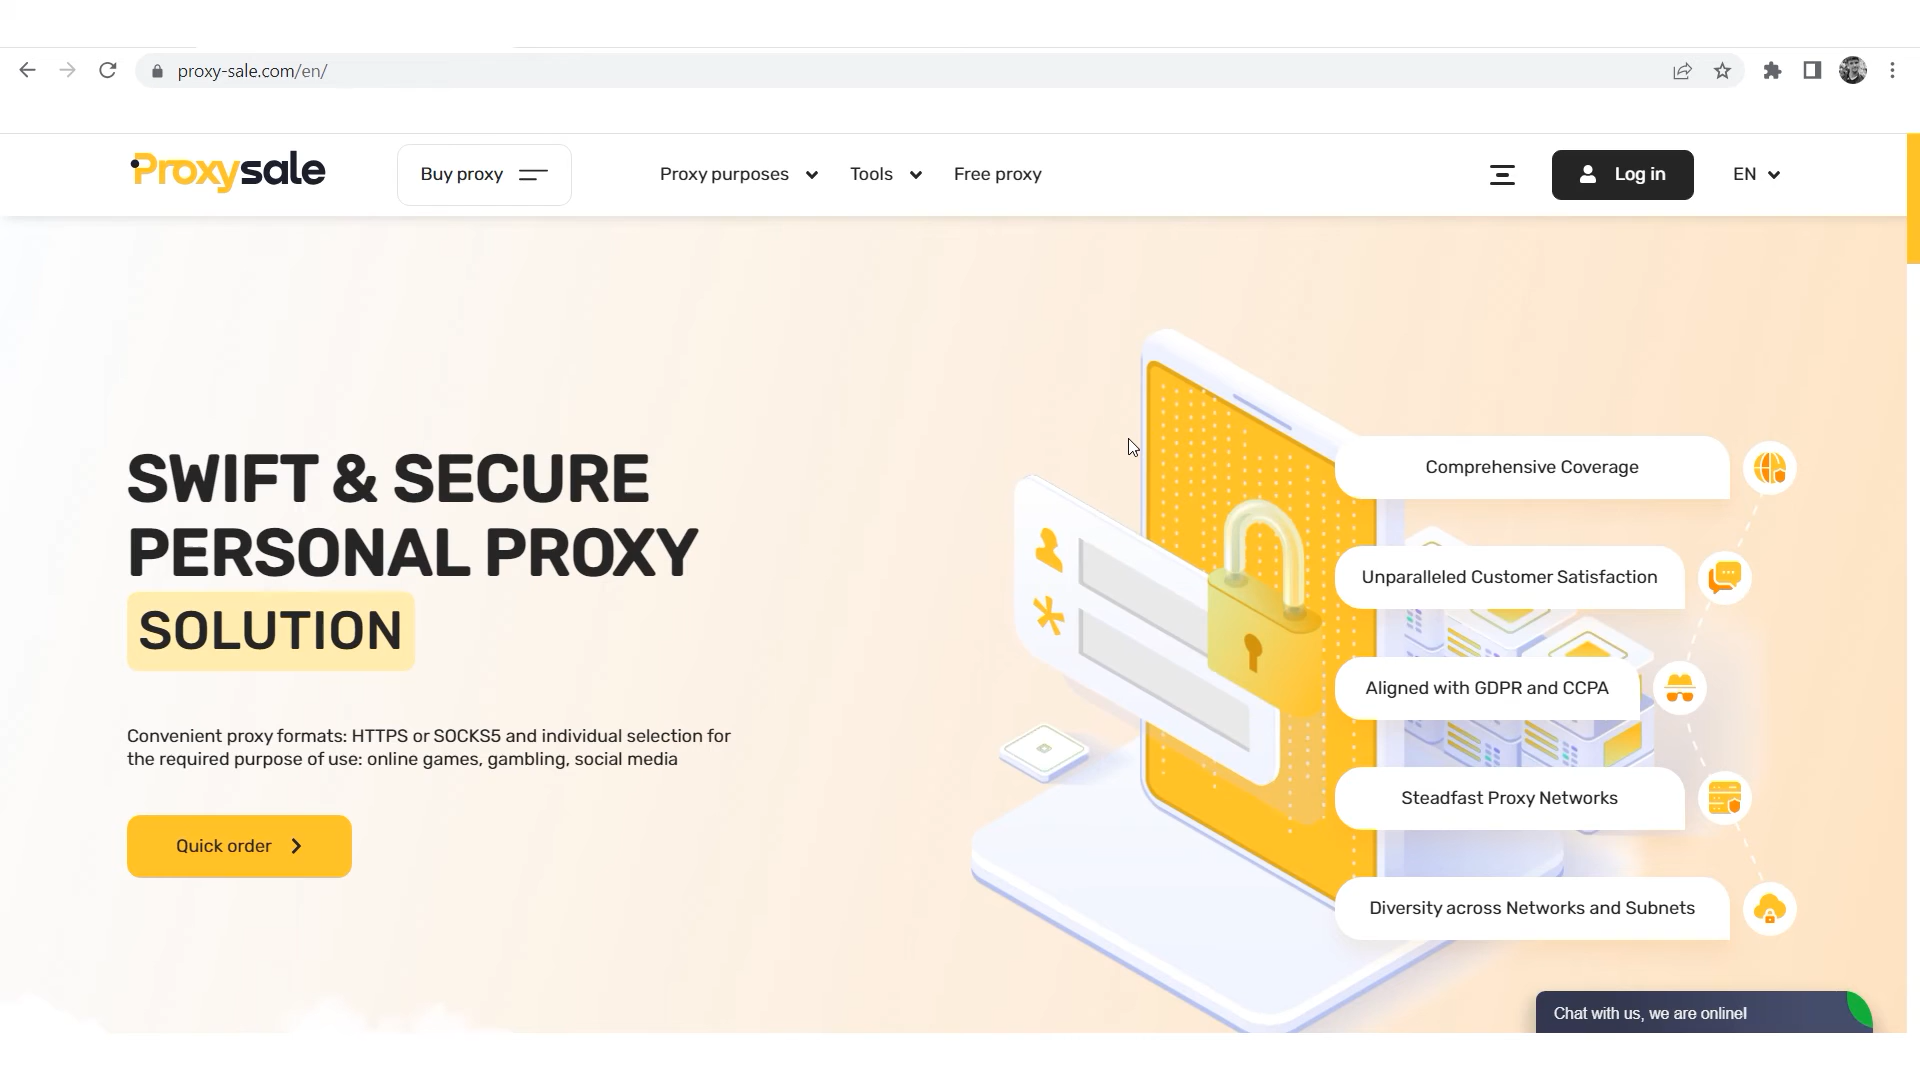 proxy-sale.com/en/
Proxysale
Buy proxy
Proxy purposes
Tools
Free proxy
Log in
EN
SWIFT & SECURE
PERSONAL PROXY
SOLUTION
Convenient proxy formats: HTTPS or SOCKS5 and individual selection for
the required purpose of use: online games, gambling, social media
Quick order
Comprehensive Coverage
Unparalleled Customer Satisfaction
Aligned with GDPR and CCPA
Steadfast Proxy Networks
Diversity across Networks and Subnets
Chat with us, we are online!